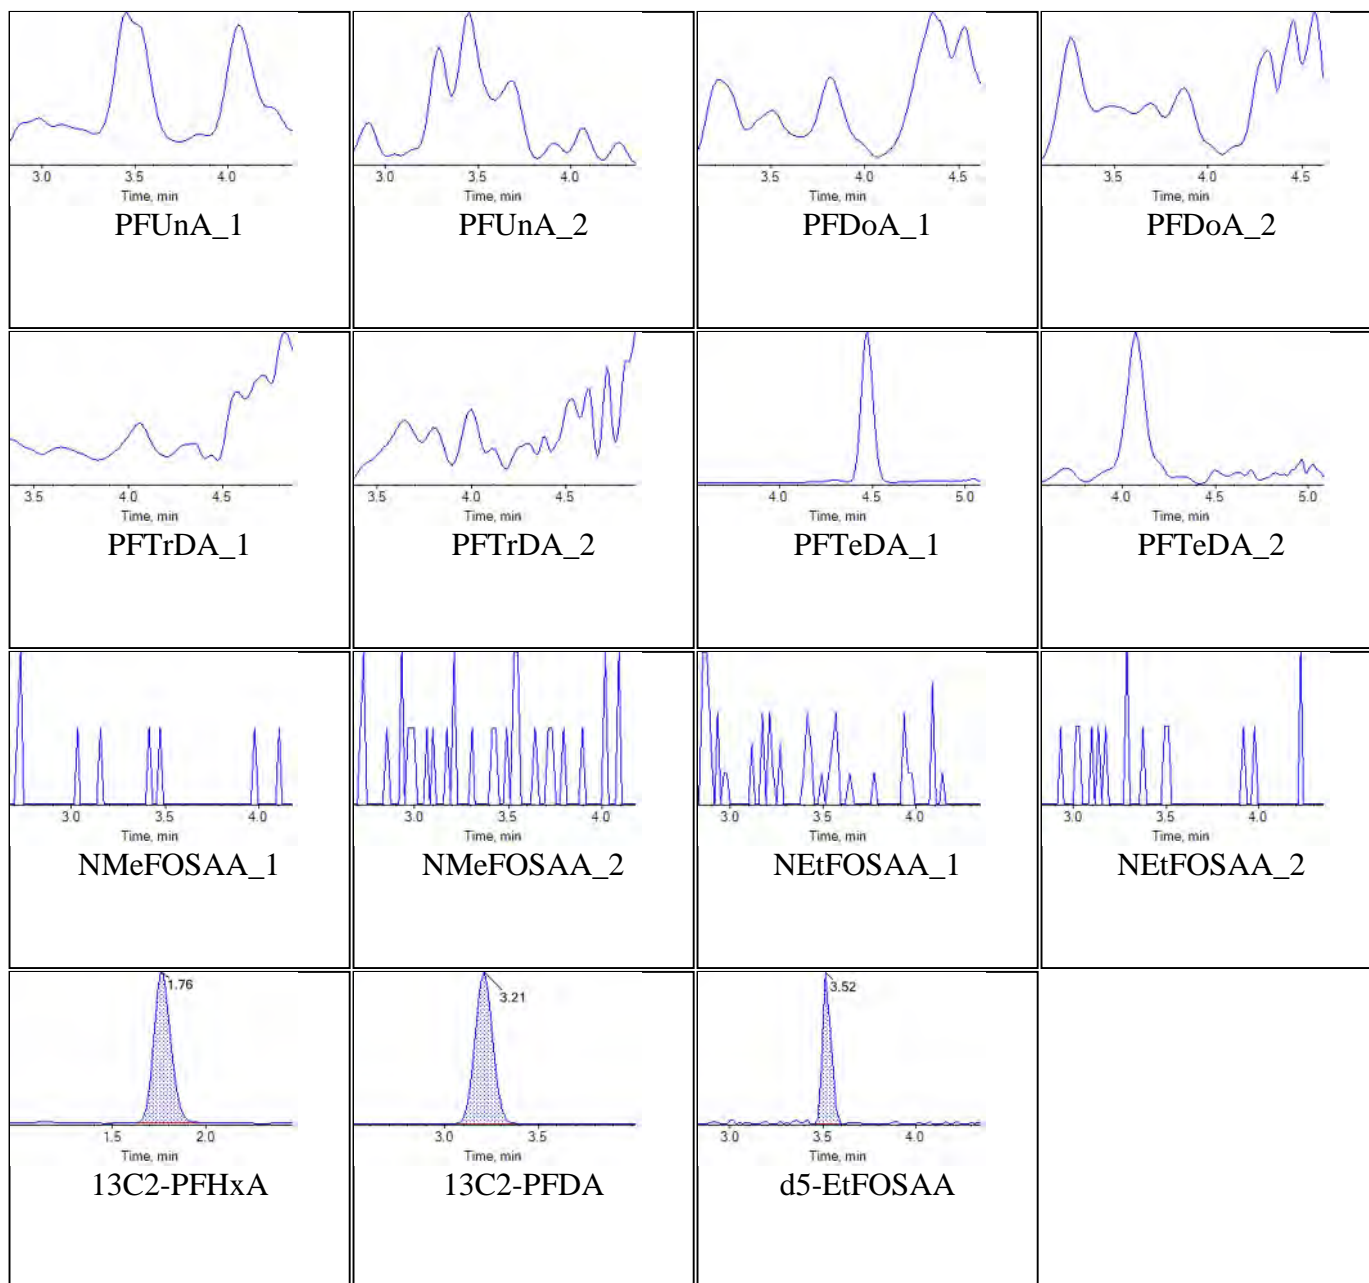 3.0 3.5 4.0
Time, min
PFUnA_1
3.0 3.5 4.0
Time, min
PFUnA_2
3.5 4.0 4.5
Time, min
PFDoA_1
3.5 4.0 4.5
Time, min
PFDoA_2
3.5 4.0 4.5
Time, min
PFTrDA_1
3.5 4.0 4.5
Time, min
PFTrDA_2
4.0 4.5 5.0
Time, min
PFTeDA_1
4.0 4.5 5.0
Time, min
PFTeDA_2
3.0 3.5 4.0
Time, min
NMeFOSAA_1
3.0 3.5 4.0
Time, min
NMeFOSAA_2
3.0 3.5 4.0
Time, min
NEtFOSAA_1
3.0 3.5 4.0
Time, min
NEtFOSAA_2
1.76
1.5 2.0
Time, min
13C2-PFHxA
3.21
3.0 3.5
Time, min
13C2-PFDA
3.52
3.0 3.5 4.0
Time, min
d5-EtFOSAA